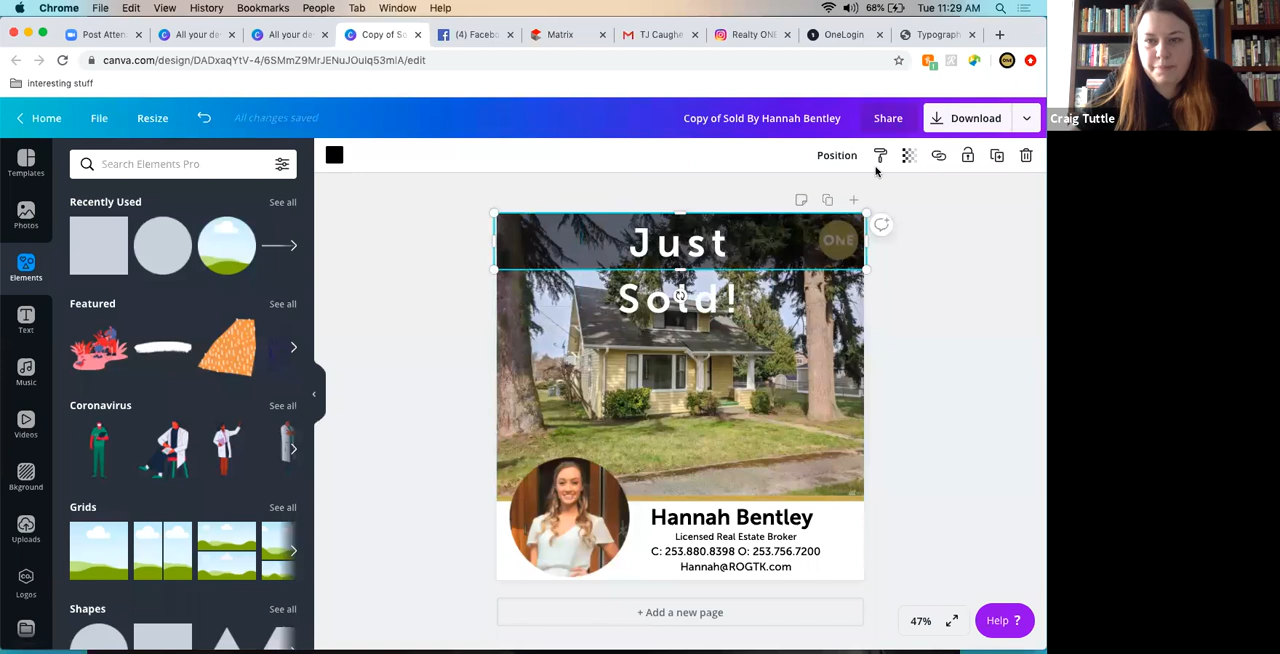 Chrome File Edit View History Bookmarks People Tab Window Help
68% Tue 11:29 AM
Post Atten All your de All your de Copy of So (4) Facebo Matrix TJ Caughe Realty ONE OneLogin Typograph
canva.com/design/DADxaqYtV-4/6SMmZ9MrJENuJOuIq53mIA/edit
interesting stuff
Home File Resize All changes saved Copy of Sold By Hannah Bentley Share Download
Craig Tuttle
Search Elements Pro
Position
Templates
Photos
Elements
Text
Music
Videos
Bkground
Uploads
co.
Logos
Recently Used See all
Featured See all
Coronavirus See all
Grids See all
Shapes See all
Just
ONE
Sold!
Hannah Bentley
Licensed Real Estate Broker
C: 253.880.8398 O: 253.756.7200
Hannah@ROGTK.com
+ Add a new page
47%
Help ?